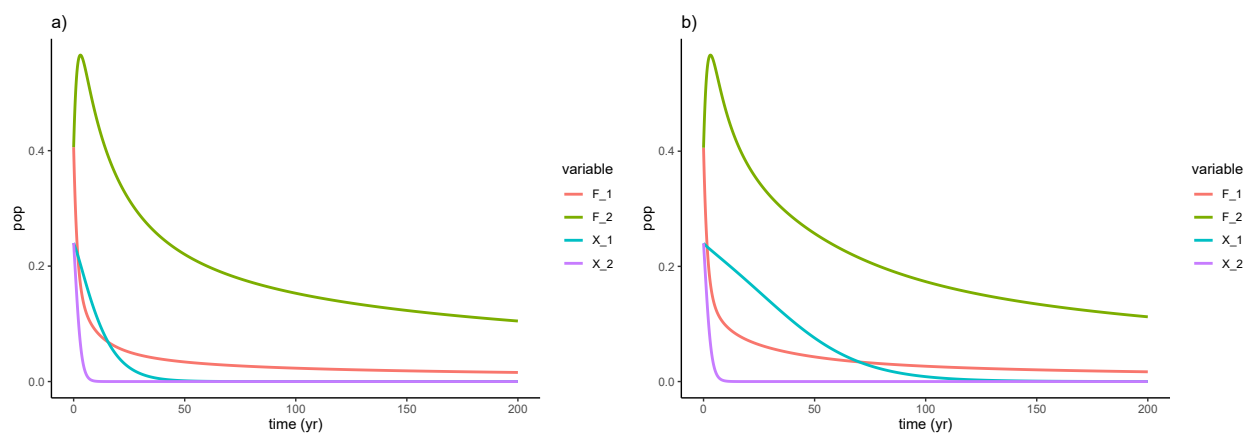 a)
pop
0.4
0.2
0.0
0
50
100
150
200
time (yr)
variable
F_1
F_2
X_1
X_2
b)
pop
0.4
0.2
0.0
0
50
100
150
200
time (yr)
variable
F_1
F_2
X_1
X_2